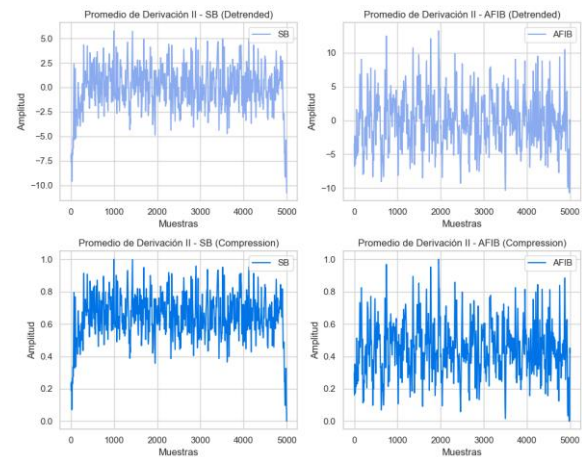 Promedio de Derivación II - SB (Detrended)
SB
5.0
2.5
0.0
-2.5
-5.0
-7.5
-10.0
Amplitud
0 1000 2000 3000 4000 5000
Muestras
Promedio de Derivación II - AFIB (Detrended)
AFIB
10
5
0
-5
-10
Amplitud
0 1000 2000 3000 4000 5000
Muestras
Promedio de Derivación II - SB (Compression)
SB
1.0
0.8
0.6
0.4
0.2
0.0
Amplitud
0 1000 2000 3000 4000 5000
Muestras
Promedio de Derivación II - AFIB (Compression)
AFIB
1.0
0.8
0.6
0.4
0.2
0.0
Amplitud
0 1000 2000 3000 4000 5000
Muestras